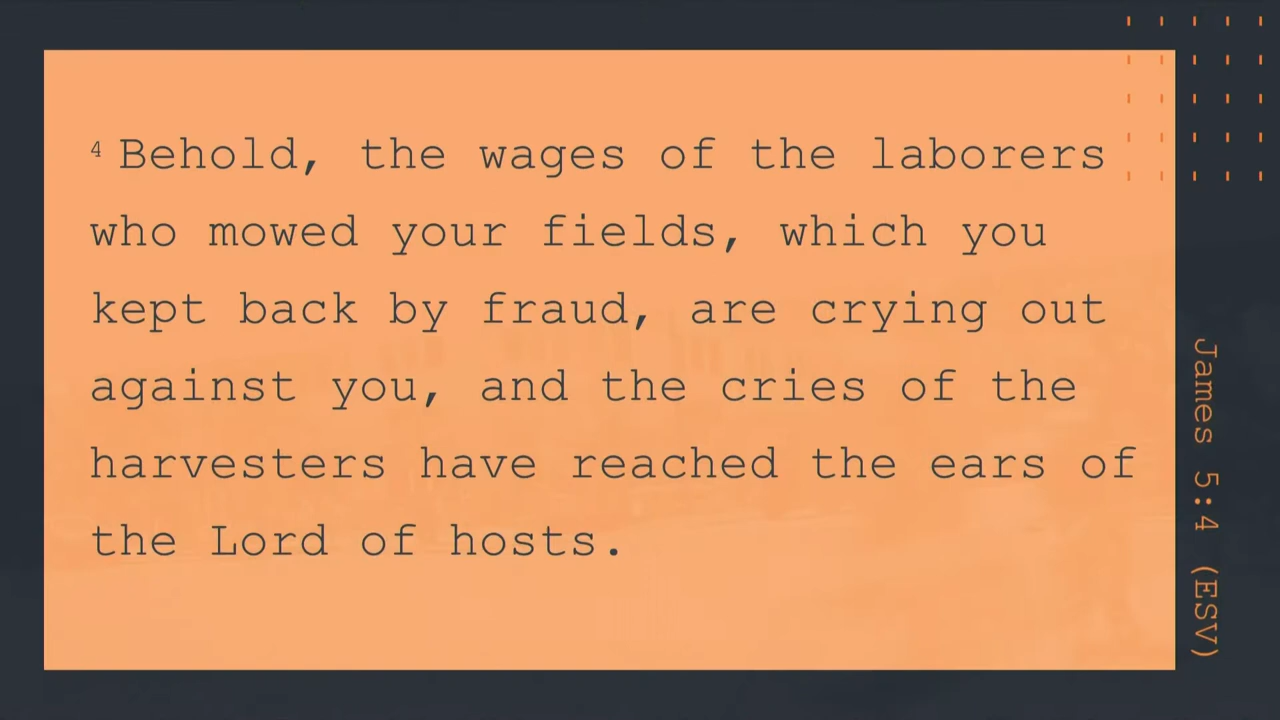 4 Behold, the wages of the laborers
who mowed your fields, which you
kept back by fraud, are crying out
against you, and the cries of the
harvesters have reached the ears of
the Lord of hosts.
James 5:4 (ESV)